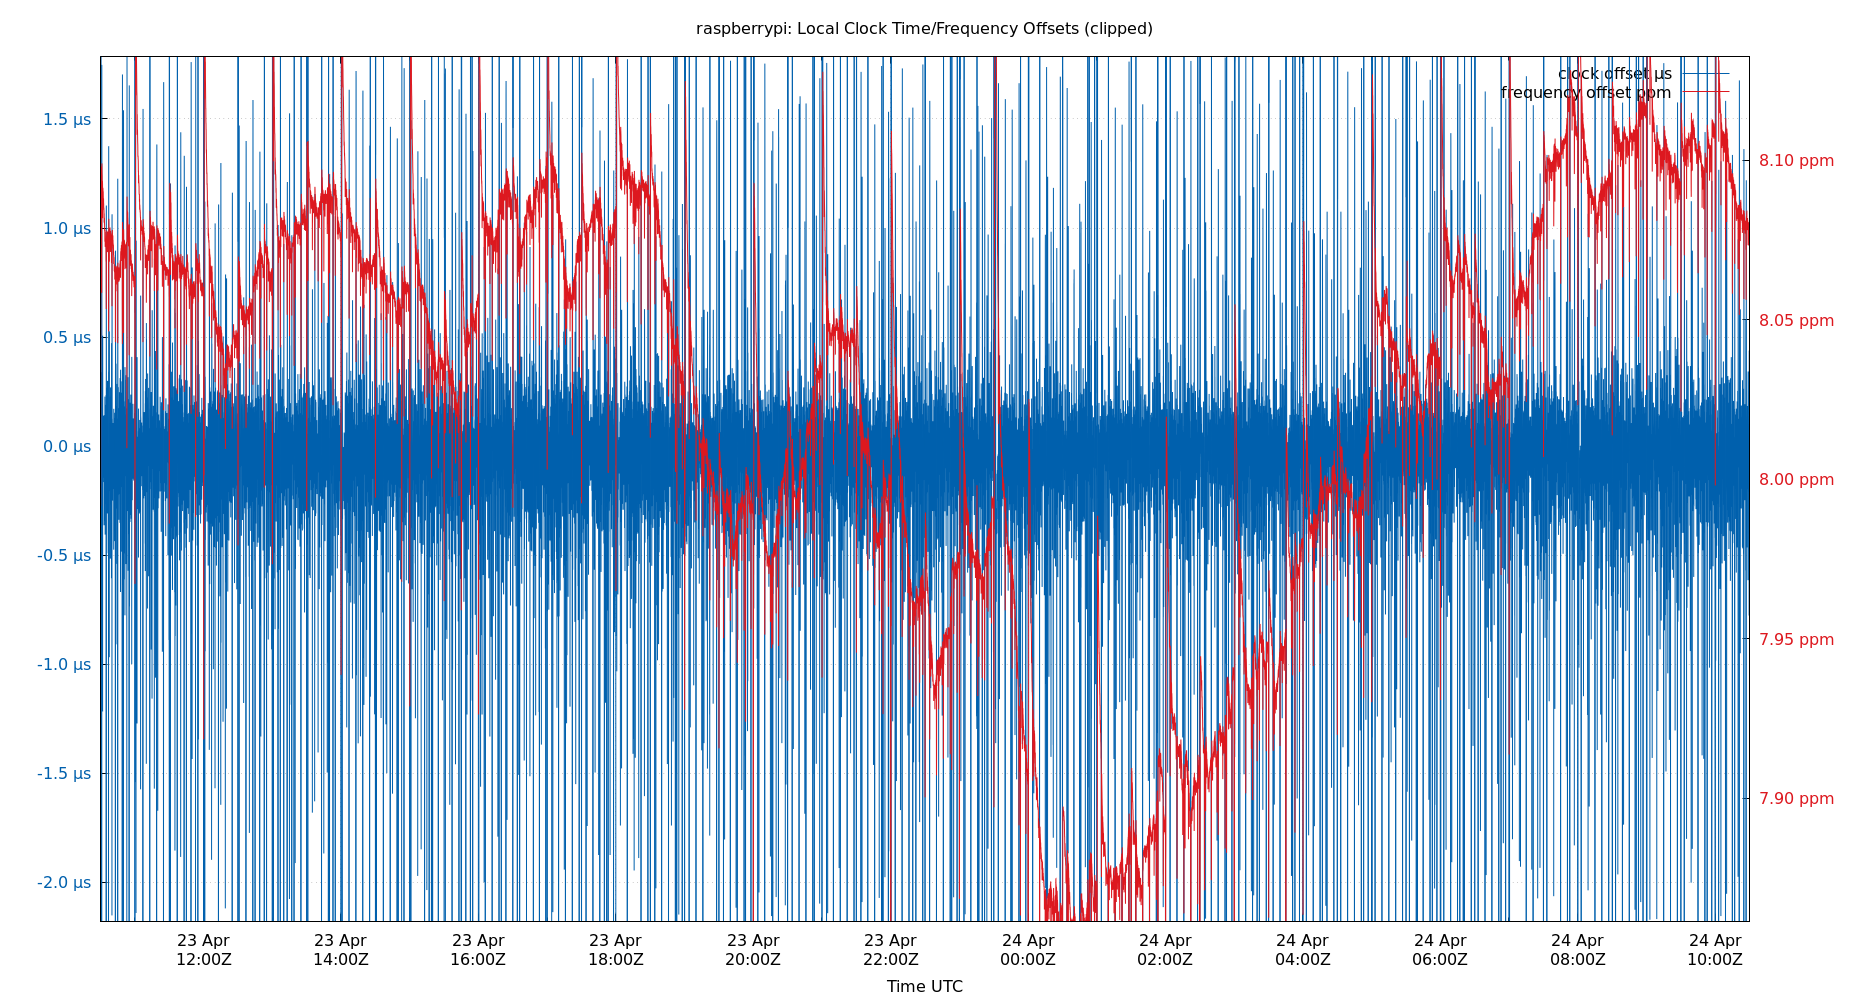 raspberrypi: Local Clock Time/Frequency Offsets (clipped)
clock offset µs
frequency offset ppm
1.5 µs
1.0 µs
0.5 µs
0.0 µs
-0.5 µs
-1.0 µs
-1.5 µs
-2.0 µs
8.10 ppm
8.05 ppm
8.00 ppm
7.95 ppm
7.90 ppm
23 Apr 23 Apr 23 Apr 23 Apr 23 Apr 23 Apr 24 Apr 24 Apr 24 Apr 24 Apr 24 Apr 24 Apr
12:00Z 14:00Z 16:00Z 18:00Z 20:00Z 22:00Z 00:00Z 02:00Z 04:00Z 06:00Z 08:00Z 10:00Z
Time UTC